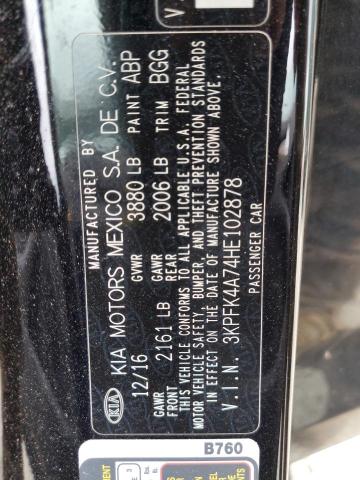 KIA
MANUFACTURED BY
KIA MOTORS MEXICO S.A. DE C.V.
12/16 GVWR 3880 LB PAINT ABP
GAWR FRONT 2161 LB GAWR REAR 2006 LB TRIM BGG
THIS VEHICLE CONFORMS TO ALL APPLICABLE U.S.A. FEDERAL
MOTOR VEHICLE SAFETY, BUMPER, AND THEFT PREVENTION STANDARDS
IN EFFECT ON THE DATE OF MANUFACTURE SHOWN ABOVE.
V.I.N. 3KPFK4A74HE102878
PASSENGER CAR
B760
V